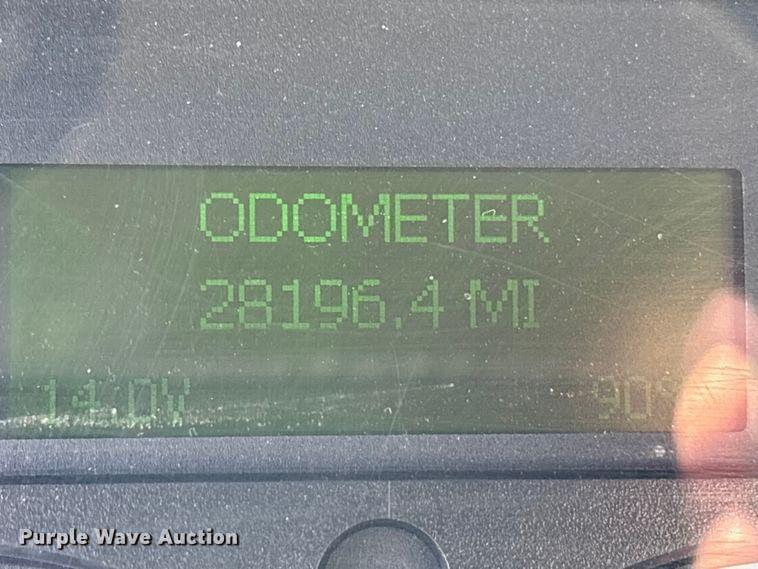 ODOMETER
28196.4 MI
14.0V
Purple Wave Auction